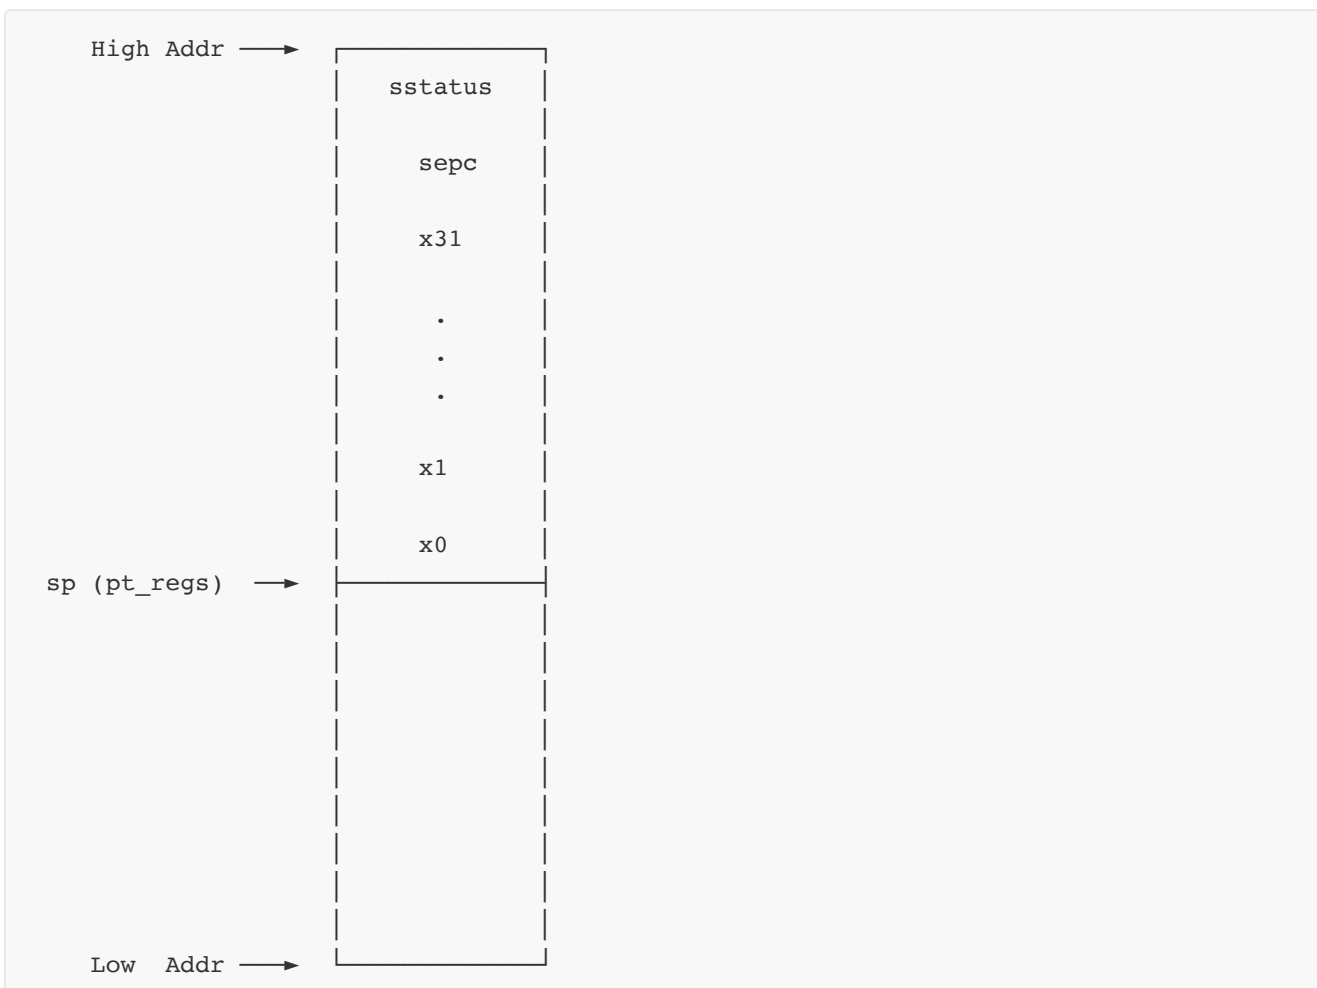 High Addr
sstatus
sepc
x31
.
.
.
x1
x0
sp (pt_regs)
Low Addr